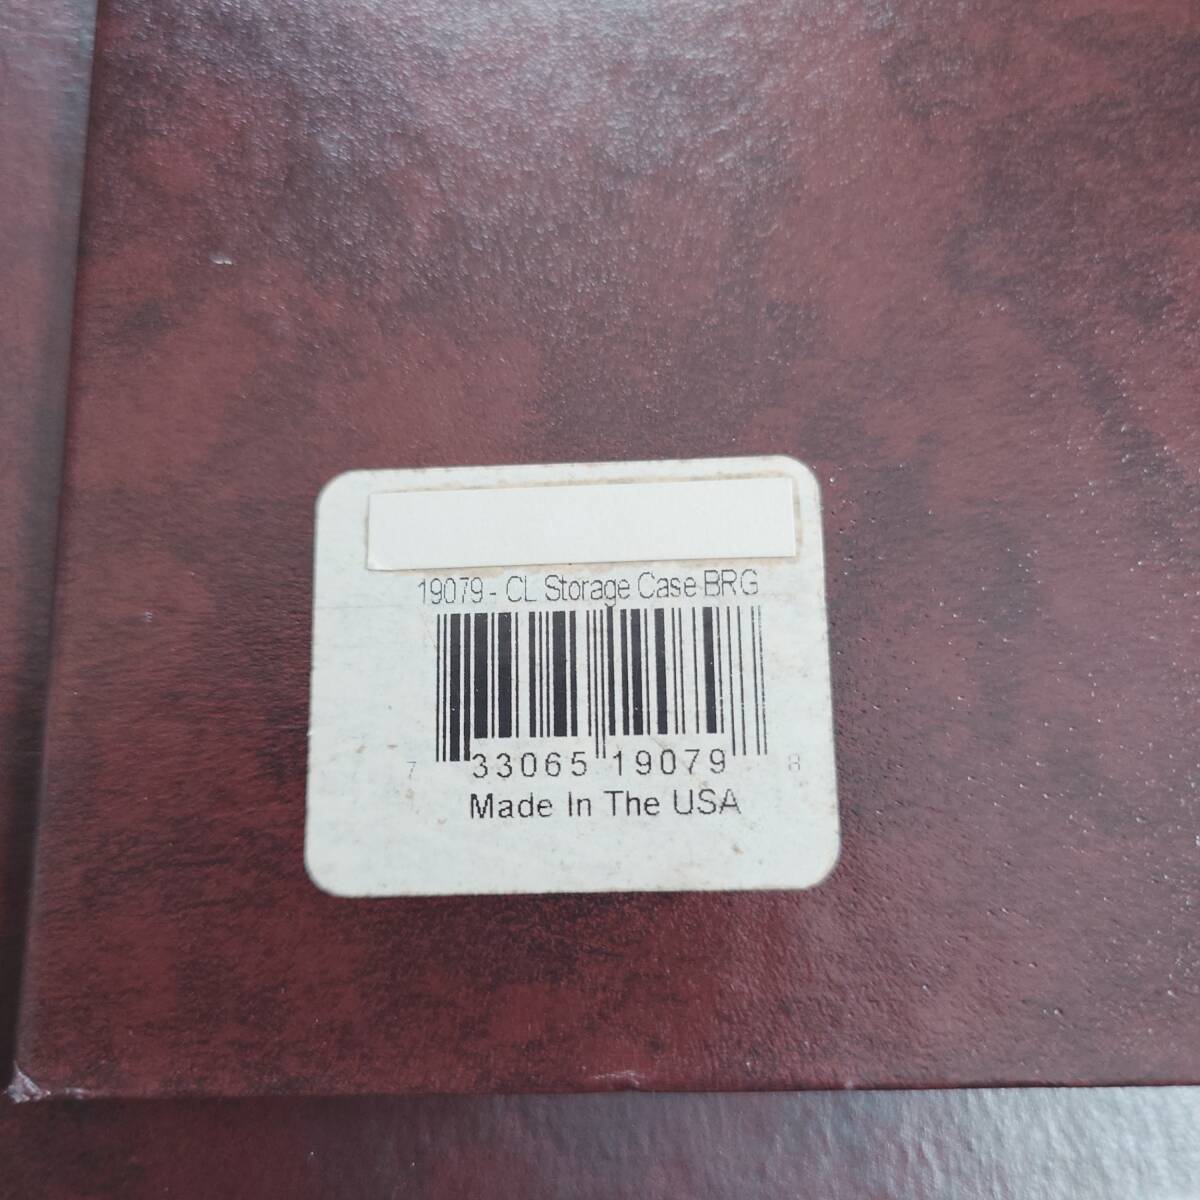 19079 - CL Storage Case BRG
7 33065 19079 8
Made In The USA